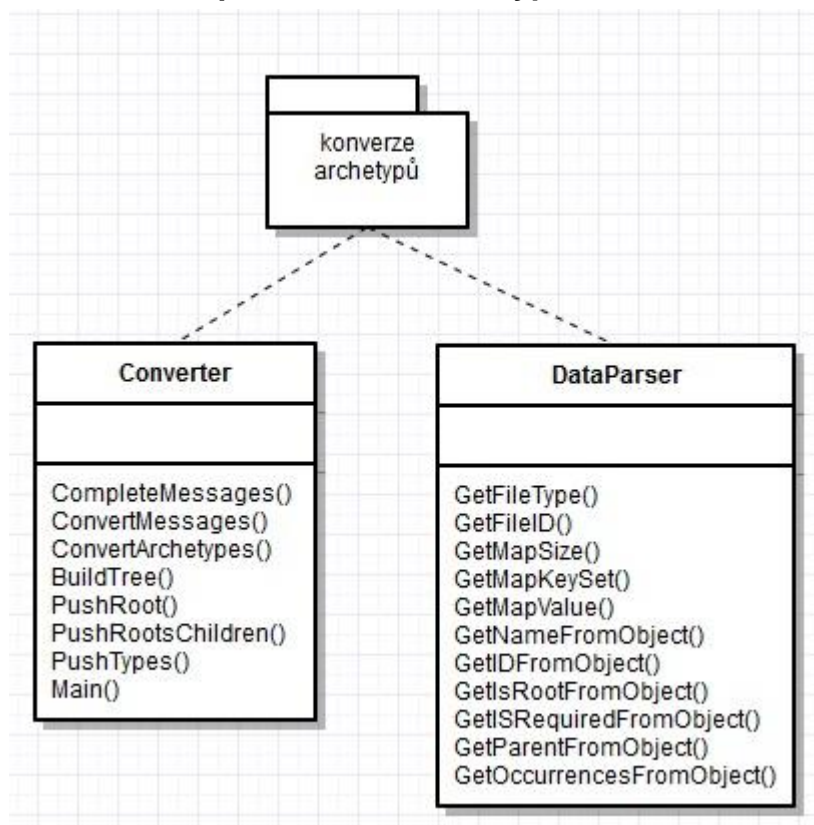 konverze
archetypů
Converter
CompleteMessages()
ConvertMessages()
ConvertArchetypes()
BuildTree()
PushRoot()
PushRootsChildren()
PushTypes()
Main()
DataParser
GetFileType()
GetFileID()
GetMapSize()
GetMapKeySet()
GetMapValue()
GetNameFromObject()
GetIDFromObject()
GetIsRootFromObject()
GetISRequiredFromObject()
GetParentFromObject()
GetOccurrencesFromObject()